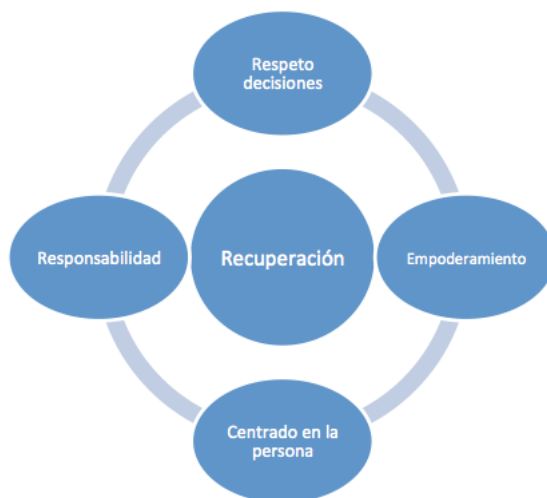 Respeto
decisiones
Responsabilidad
Recuperación
Empoderamiento
Centrado en la
persona